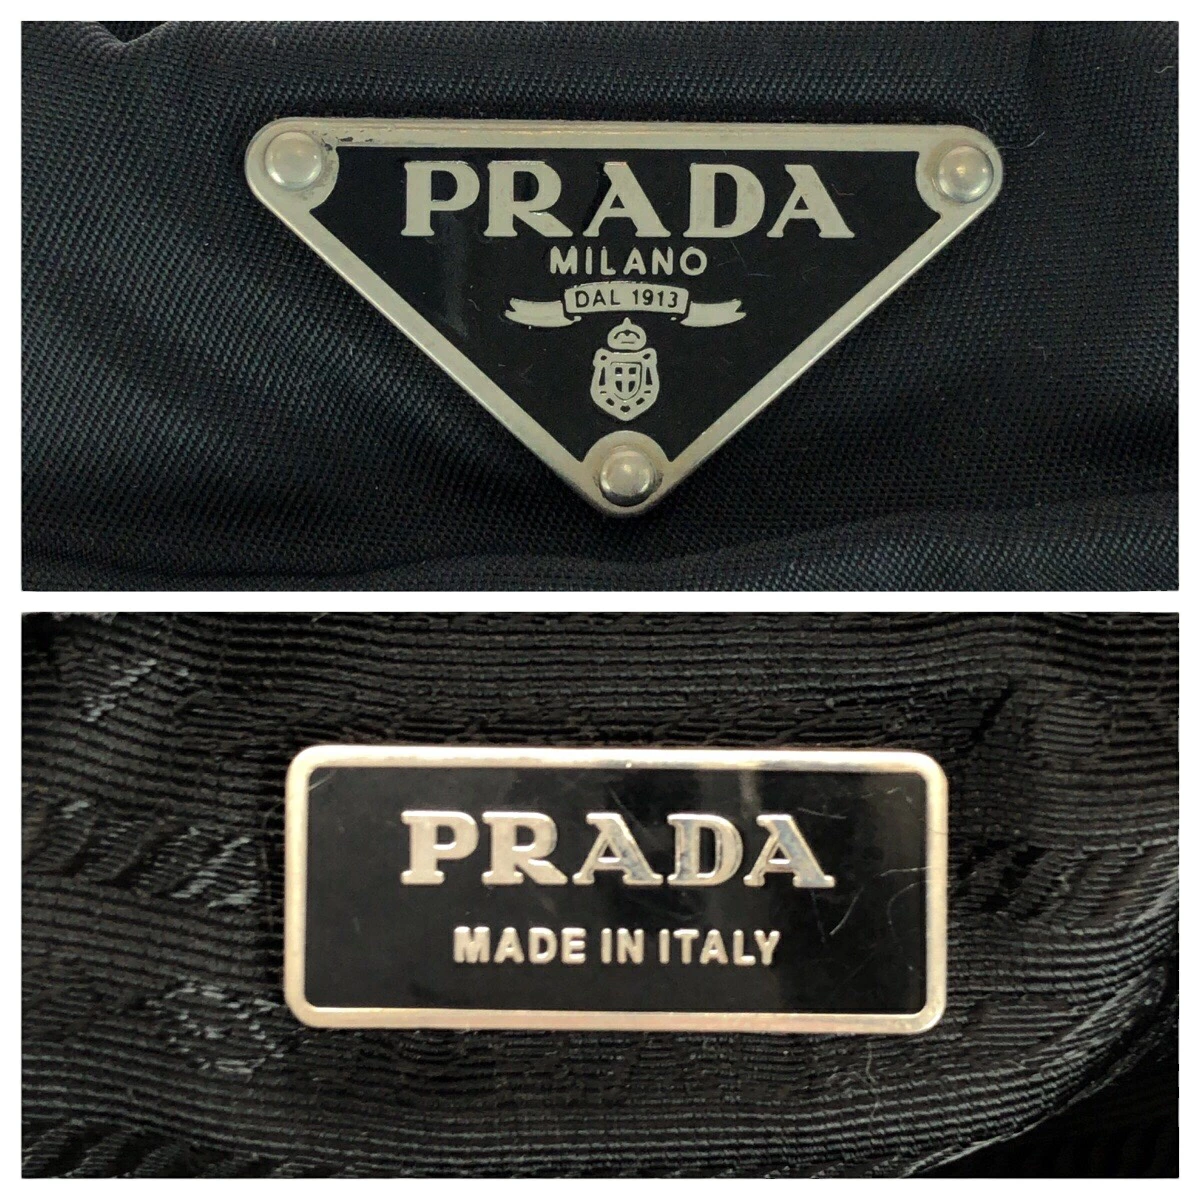 PRADA
MILANO
DAL 1913
PRADA
MADE IN ITALY